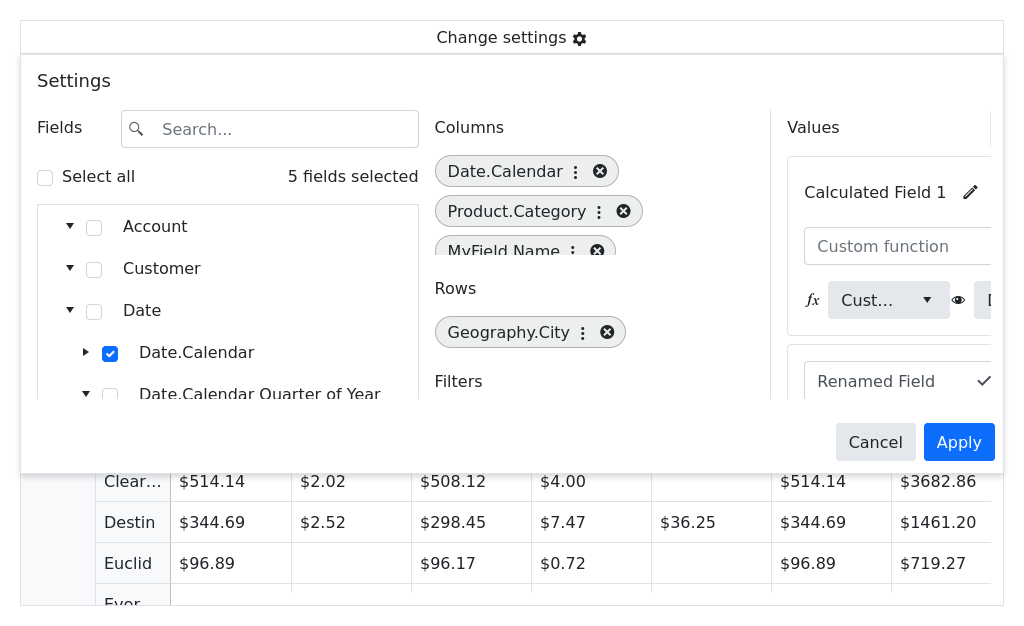 Change settings
Settings
Fields
Search...
Select all
5 fields selected
Account
Customer
Date
Date.Calendar
Date.Calendar Quarter of Year
Columns
Date.Calendar
Product.Category
MyField.Name
Rows
Geography.City
Filters
Values
Calculated Field 1
Custom function
fx Cust...
Renamed Field
Cancel Apply
Clear... $514.14 $2.02 $508.12 $4.00 $514.14 $3682.86
Destin $344.69 $2.52 $298.45 $7.47 $36.25 $344.69 $1461.20
Euclid $96.89 $96.17 $0.72 $96.89 $719.27